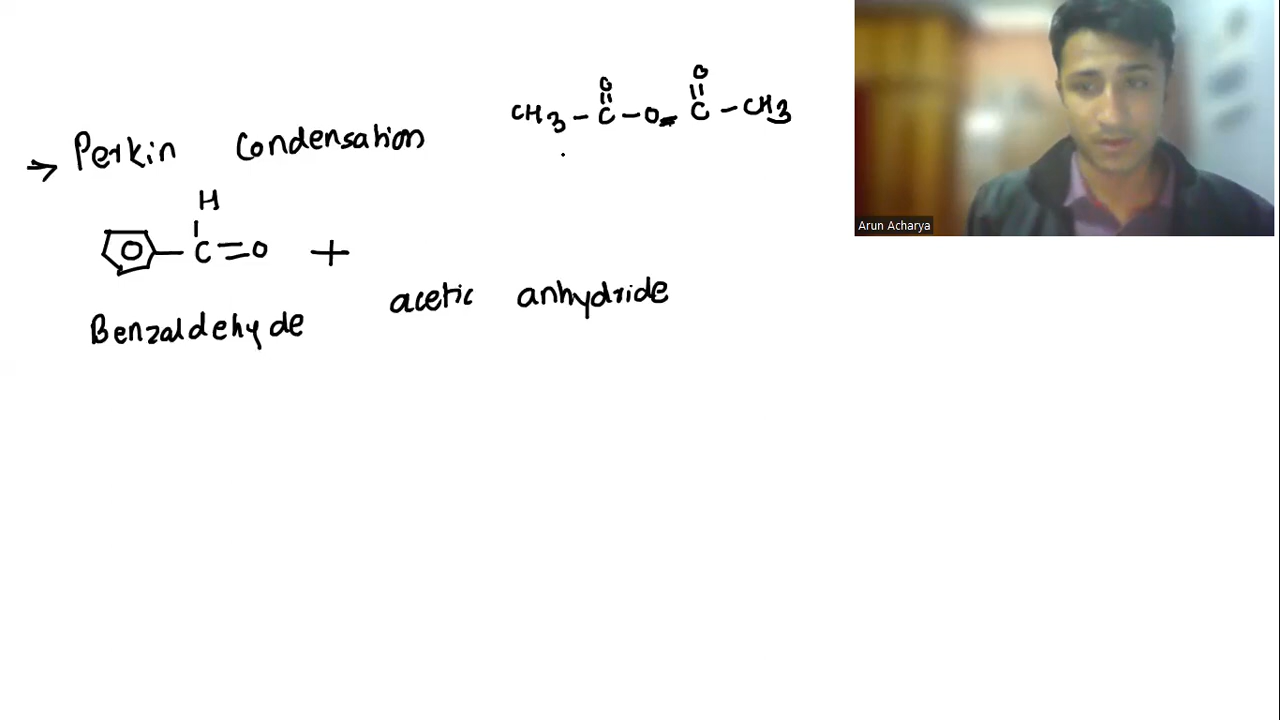 O O
CH3 - C - O - C - CH3
→ Perkin Condensation
H
C = O +
acetic anhydride
Benzaldehyde
Arun Acharya